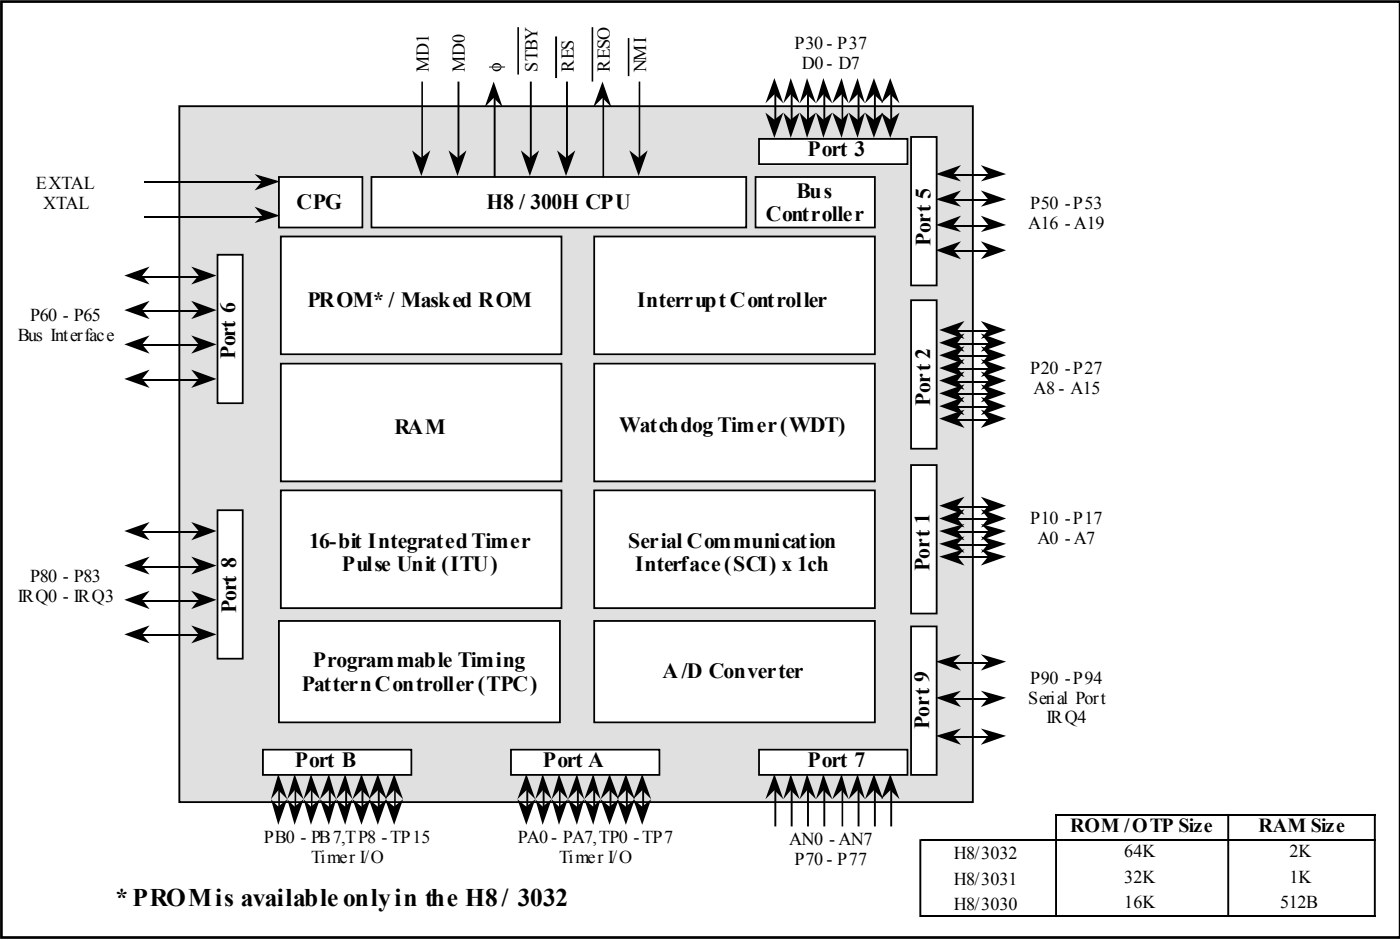 MD1
MD0
ϕ
STBY
RES
RESO
NMI
P30 - P37
D0 - D7
Port 3
EXTAL
XTAL
CPG
H8 / 300H CPU
Bus
Controller
Port 5
P50 - P53
A16 - A19
PROM* / Masked ROM
Interrupt Controller
P60 - P65
Bus Interface
Port 6
Port 2
P20 - P27
A8 - A15
RAM
Watchdog Timer (WDT)
Port 1
P10 - P17
A0 - A7
16-bit Integrated Timer
Pulse Unit (ITU)
Serial Communication
Interface (SCI) x 1ch
P80 - P83
IRQ0 - IRQ3
Port 8
Programmable Timing
Pattern Controller (TPC)
A/D Converter
Port 9
P90 - P94
Serial Port
IRQ4
Port B
Port A
Port 7
PB0 - PB7,TP8 - TP15
Timer I/O
PA0 - PA7,TP0 - TP7
Timer I/O
AN0 - AN7
P70 - P77
ROM / OTP Size RAM Size
H8/3032 64K 2K
H8/3031 32K 1K
H8/3030 16K 512B
* PROM is available only in the H8 / 3032